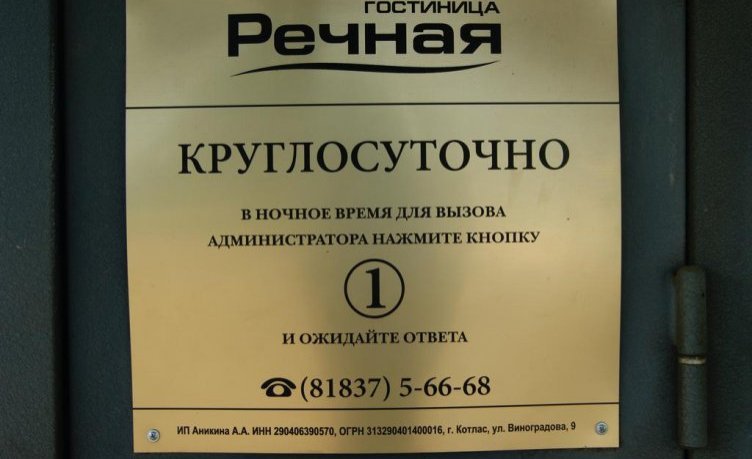 ГОСТИНИЦА
Речная
КРУГЛОСУТОЧНО
В НОЧНОЕ ВРЕМЯ ДЛЯ ВЫЗОВА
АДМИНИСТРАТОРА НАЖМИТЕ КНОПКУ
1
И ОЖИДАЙТЕ ОТВЕТА
☎(81837) 5-66-68
ИП Аникина А.А. ИНН 290406390570, ОГРН 313290401400016, г. Котлас, ул. Виноградова, 9